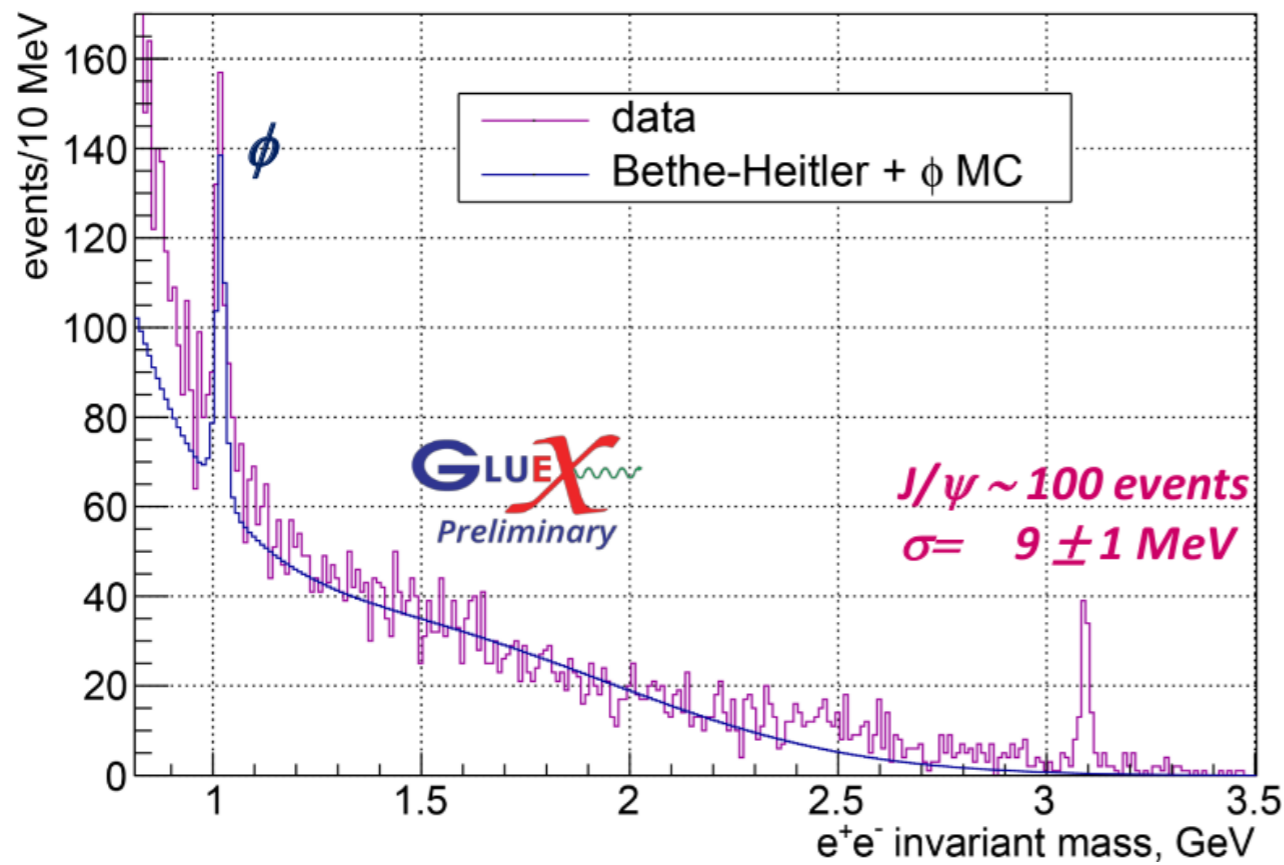 events/10 MeV
160
140
120
100
80
60
40
20
0
data
Bethe-Heitler + ϕ MC
ϕ
GLUEX
Preliminary
J/ψ ~ 100 events
σ= 9 ± 1 MeV
1 1.5 2 2.5 3 3.5
e⁺e⁻ invariant mass, GeV